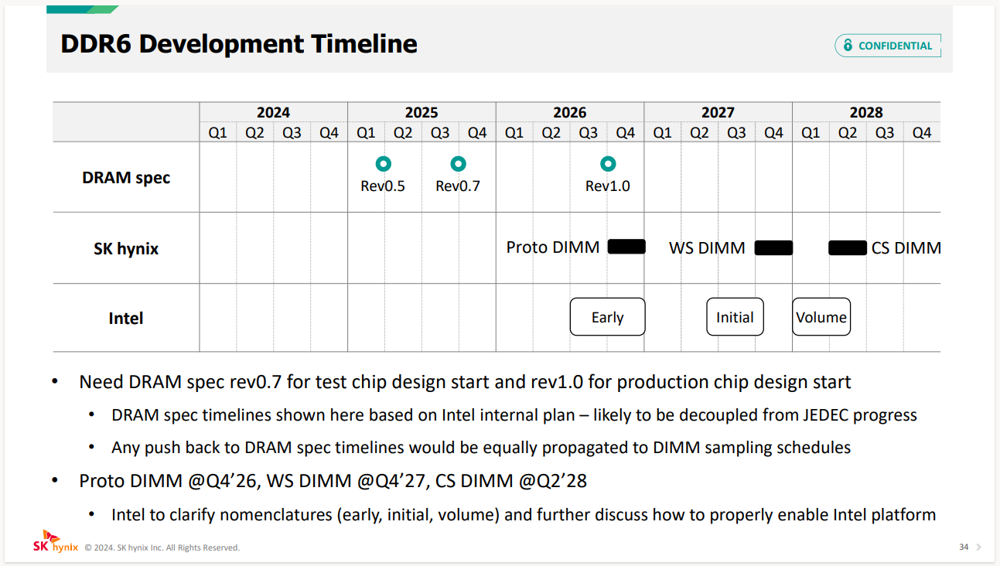 DDR6 Development Timeline
CONFIDENTIAL
2024 2025 2026 2027 2028
Q1 Q2 Q3 Q4 Q1 Q2 Q3 Q4 Q1 Q2 Q3 Q4 Q1 Q2 Q3 Q4 Q1 Q2 Q3 Q4
DRAM spec
Rev0.5 Rev0.7 Rev1.0
SK hynix Proto DIMM WS DIMM CS DIMM
Intel Early Initial Volume
• Need DRAM spec rev0.7 for test chip design start and rev1.0 for production chip design start
• DRAM spec timelines shown here based on Intel internal plan – likely to be decoupled from JEDEC progress
• Any push back to DRAM spec timelines would be equally propagated to DIMM sampling schedules
• Proto DIMM @Q4’26, WS DIMM @Q4’27, CS DIMM @Q2’28
• Intel to clarify nomenclatures (early, initial, volume) and further discuss how to properly enable Intel platform
SK hynix © 2024. SK hynix Inc. All Rights Reserved. 34